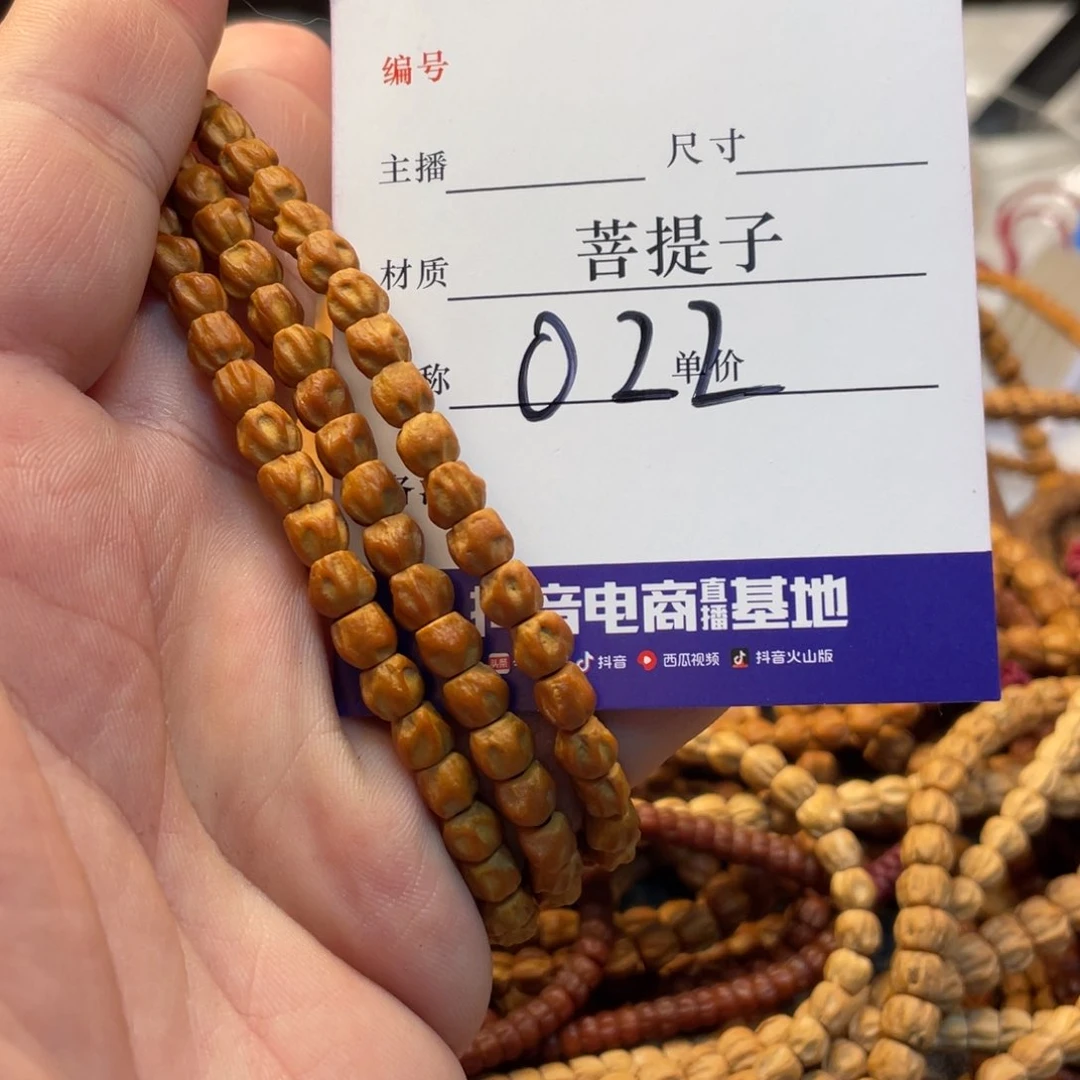 编号
主播 尺寸
材质 菩提子
称 022 单价
音电商直播基地
抖音 西瓜视频 抖音火山版